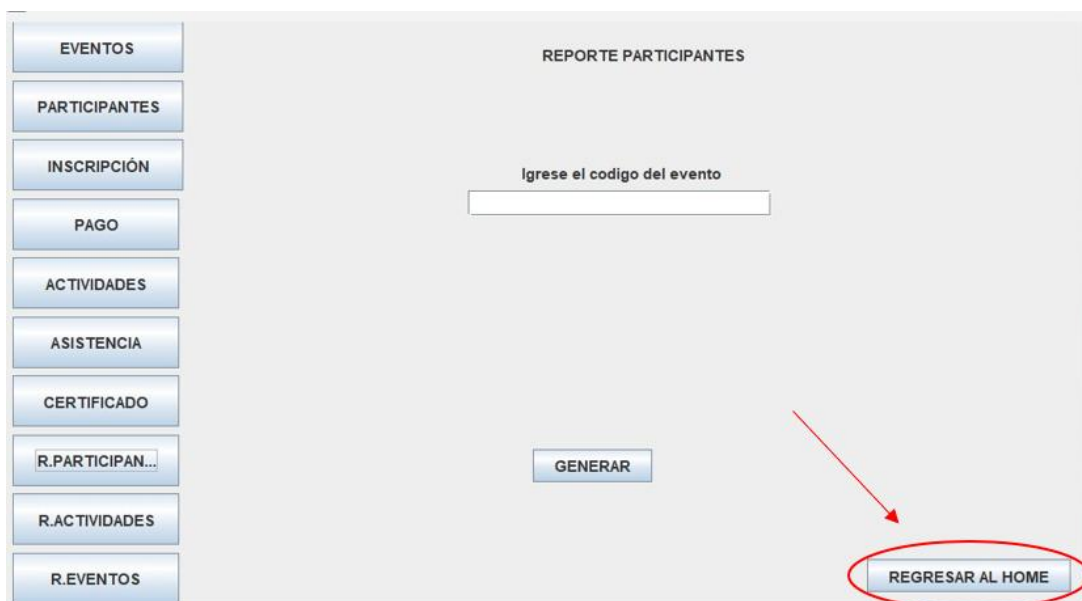 EVENTOS
REPORTE PARTICIPANTES
PARTICIPANTES
INSCRIPCIÓN
Igrese el codigo del evento
PAGO
ACTIVIDADES
ASISTENCIA
CERTIFICADO
R.PARTICIPAN...
GENERAR
R.ACTIVIDADES
R.EVENTOS
REGRESAR AL HOME